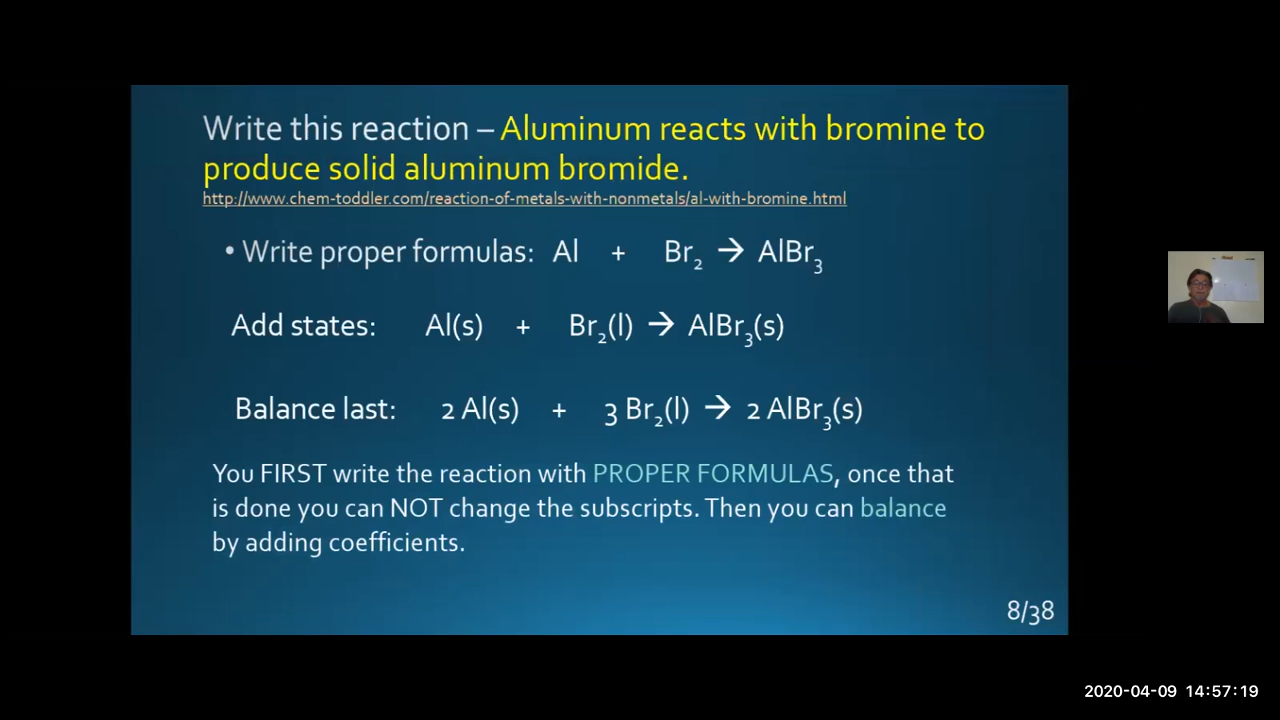 Write this reaction – Aluminum reacts with bromine to
produce solid aluminum bromide.
http://www.chem-toddler.com/reaction-of-metals-with-nonmetals/al-with-bromine.html
• Write proper formulas: Al + Br₂ → AlBr₃
Add states: Al(s) + Br₂(l) → AlBr₃(s)
Balance last: 2 Al(s) + 3 Br₂(l) → 2 AlBr₃(s)
You FIRST write the reaction with PROPER FORMULAS, once that
is done you can NOT change the subscripts. Then you can balance
by adding coefficients.
8/38
2020-04-09 14:57:19